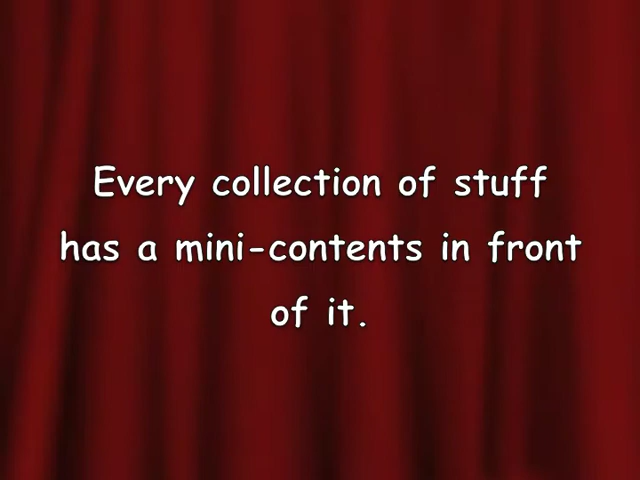 Every collection of stuff
has a mini-contents in front
of it.